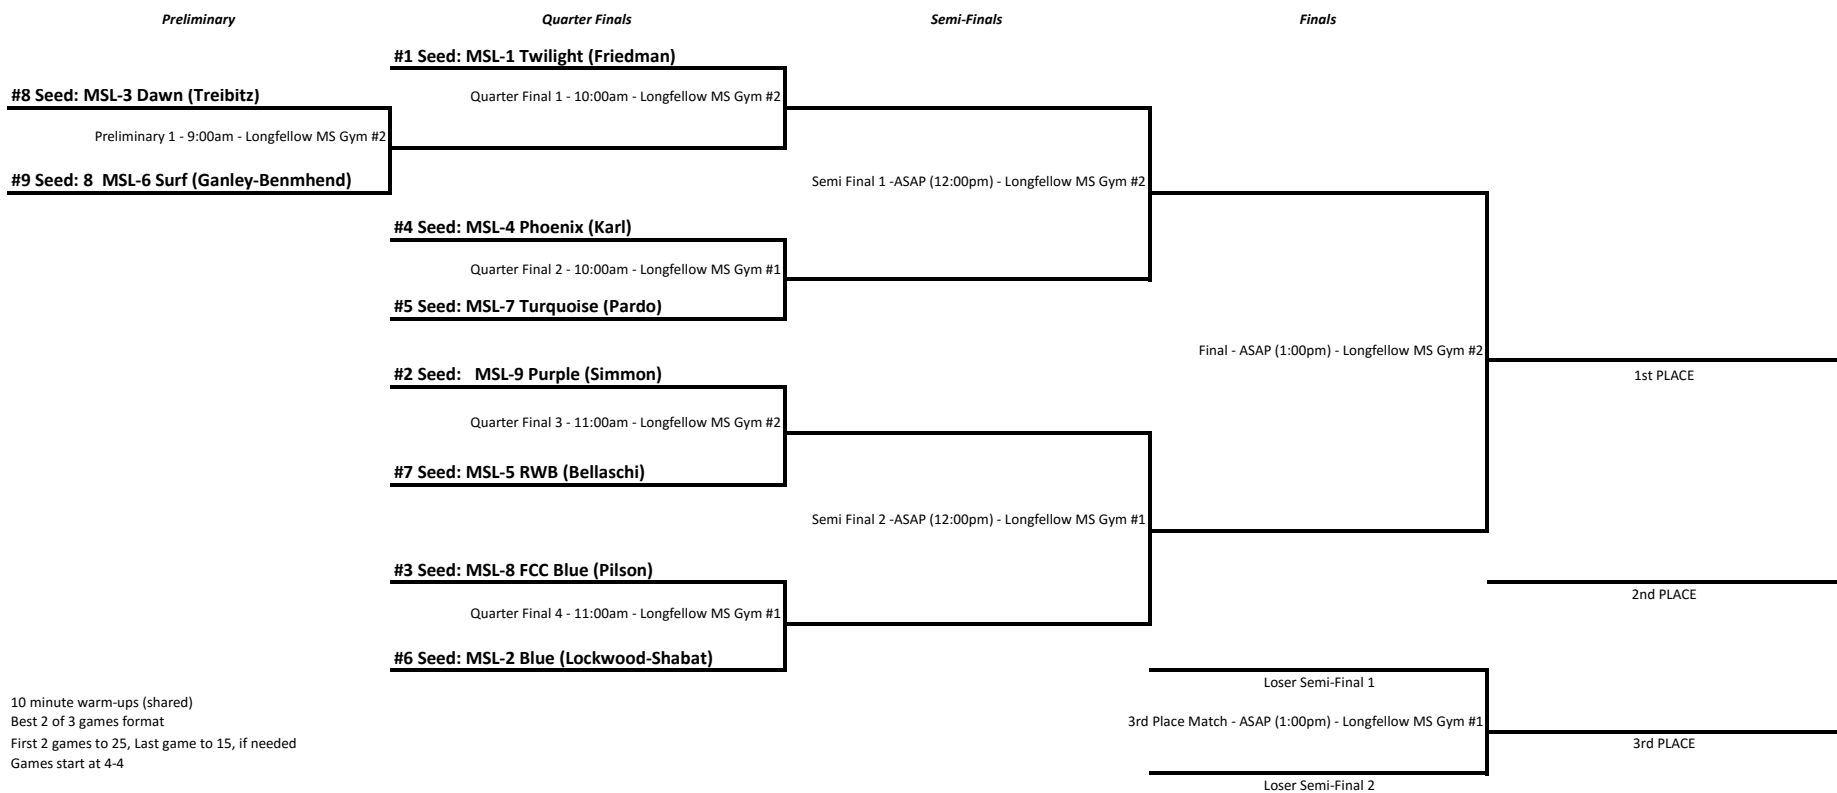 Preliminary
Quarter Finals
Semi-Finals
Finals
#1 Seed: MSL-1 Twilight (Friedman)
#8 Seed: MSL-3 Dawn (Treibitz)
Quarter Final 1 - 10:00am - Longfellow MS Gym #2
Preliminary 1 - 9:00am - Longfellow MS Gym #2
#9 Seed: 8  MSL-6 Surf (Ganley-Benmhend)
Semi Final 1 -ASAP (12:00pm) - Longfellow MS Gym #2
#4 Seed: MSL-4 Phoenix (Karl)
Quarter Final 2 - 10:00am - Longfellow MS Gym #1
#5 Seed: MSL-7 Turquoise (Pardo)
Final - ASAP (1:00pm) - Longfellow MS Gym #2
#2 Seed:   MSL-9 Purple (Simmon)
1st PLACE
Quarter Final 3 - 11:00am - Longfellow MS Gym #2
#7 Seed: MSL-5 RWB (Bellaschi)
Semi Final 2 -ASAP (12:00pm) - Longfellow MS Gym #1
#3 Seed: MSL-8 FCC Blue (Pilson)
2nd PLACE
Quarter Final 4 - 11:00am - Longfellow MS Gym #1
#6 Seed: MSL-2 Blue (Lockwood-Shabat)
Loser Semi-Final 1
10 minute warm-ups (shared)
Best 2 of 3 games format
3rd Place Match - ASAP (1:00pm) - Longfellow MS Gym #1
First 2 games to 25, Last game to 15, if needed
3rd PLACE
Games start at 4-4
Loser Semi-Final 2